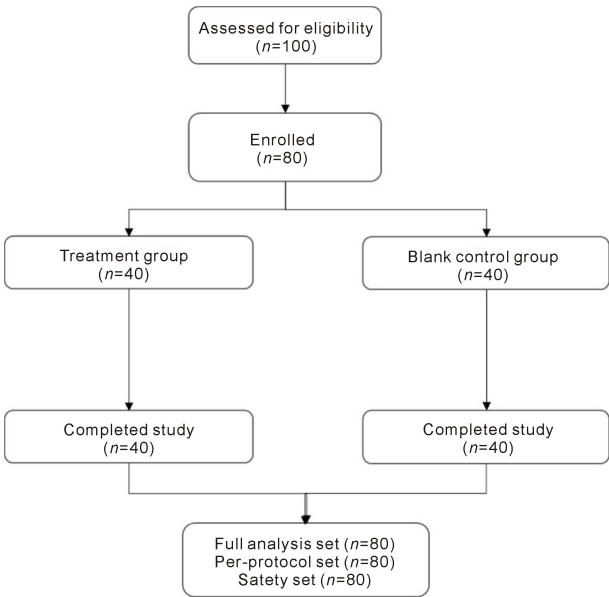 Assessed for eligibility
(n=100)
Enrolled
(n=80)
Treatment group
(n=40)
Blank control group
(n=40)
Completed study
(n=40)
Completed study
(n=40)
Full analysis set (n=80)
Per-protocol set (n=80)
Satety set (n=80)